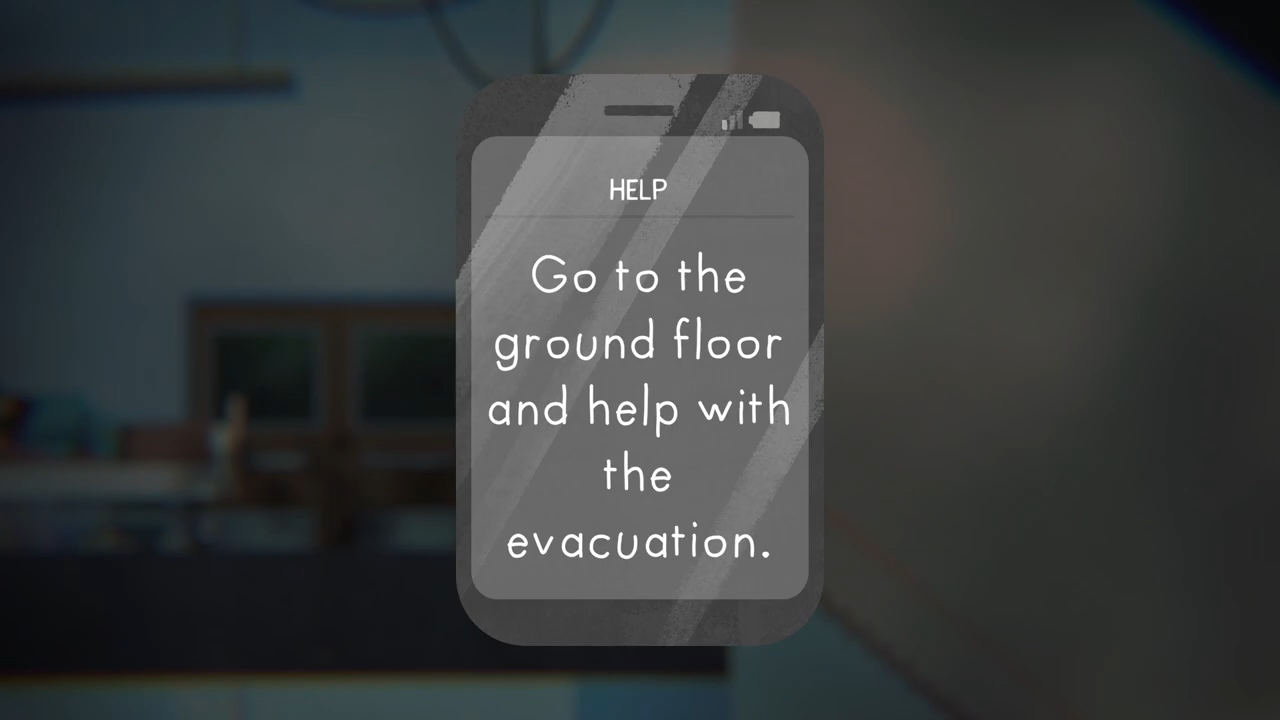 HELP
Go to the
ground floor
and help with
the
evacuation.